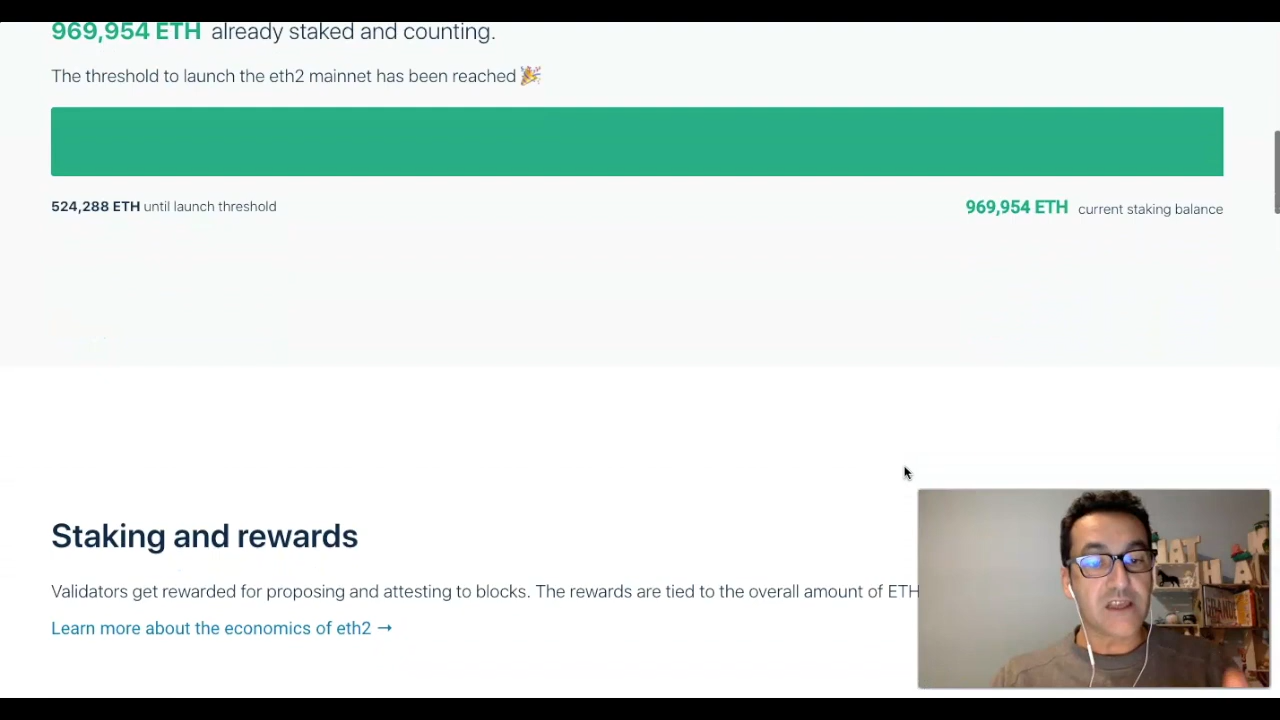 969,954 ETH already staked and counting.
The threshold to launch the eth2 mainnet has been reached 🎉
524,288 ETH until launch threshold
969,954 ETH current staking balance
Staking and rewards
Validators get rewarded for proposing and attesting to blocks. The rewards are tied to the overall amount of ETH
Learn more about the economics of eth2 →
HAT
HA
GRANDE